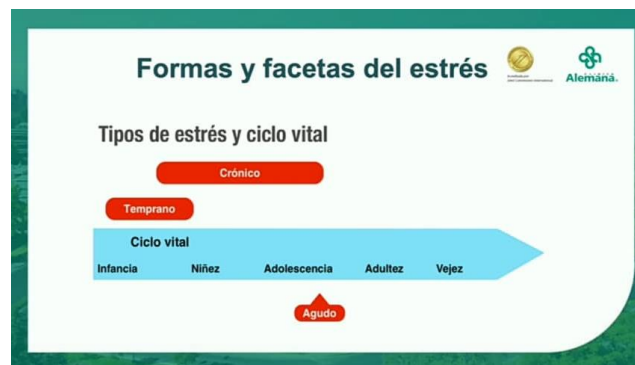 Formas y facetas del estrés
Alemana.
Tipos de estrés y ciclo vital
Crónico
Temprano
Ciclo vital
Infancia Niñez Adolescencia Adultez Vejez
Agudo